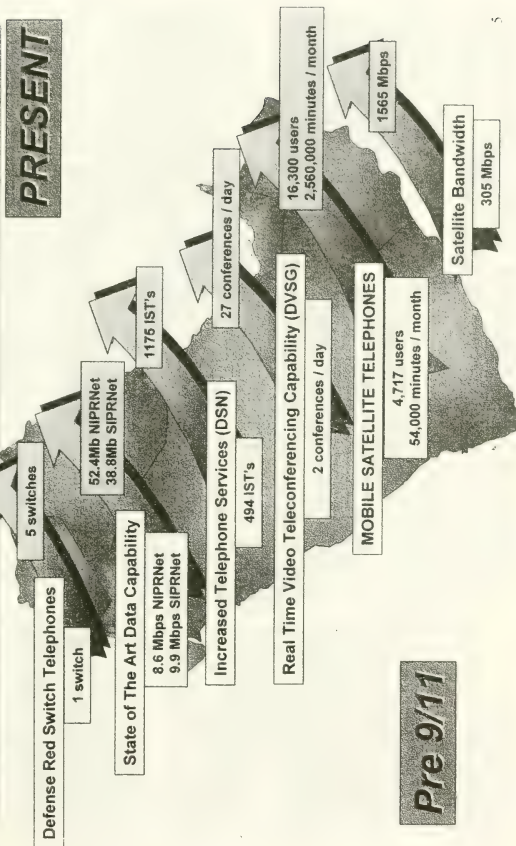 PRESENT
Pre 9/11
Defense Red Switch Telephones
1 switch
5 switches
State of The Art Data Capability
8.6 Mbps NIPRNet
9.9 Mbps SIPRNet
52.4Mb NIPRNet
38.8Mb SIPRNet
Increased Telephone Services (DSN)
494 IST's
1175 IST's
Real Time Video Teleconferencing Capability (DVSG)
2 conferences / day
27 conferences / day
MOBILE SATELLITE TELEPHONES
4,717 users
54,000 minutes / month
16,300 users
2,560,000 minutes / month
Satellite Bandwidth
305 Mbps
1565 Mbps
5